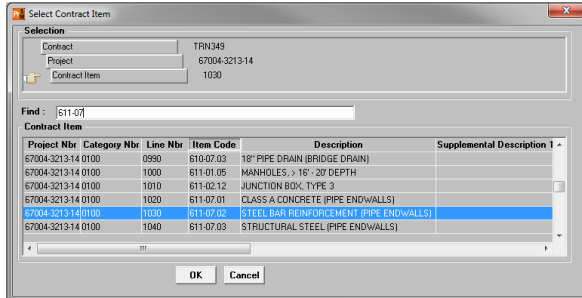 Select Contract Item
Selection
Contract TRN349
Project 67004-3213-14
Contract Item 1030
Find : 611-07
Contract Item
Project Nbr Category Nbr Line Nbr Item Code Description Supplemental Description 1
67004-3213-14 0100 0990 610-07.03 18" PIPE DRAIN (BRIDGE DRAIN)
67004-3213-14 0100 1000 611-01.05 MANHOLES, > 16' - 20' DEPTH
67004-3213-14 0100 1010 611-02.12 JUNCTION BOX, TYPE 3
67004-3213-14 0100 1020 611-07.01 CLASS A CONCRETE (PIPE ENDWALLS)
67004-3213-14 0100 1030 611-07.02 STEEL BAR REINFORCEMENT (PIPE ENDWALLS)
67004-3213-14 0100 1040 611-07.03 STRUCTURAL STEEL (PIPE ENDWALLS)
OK Cancel